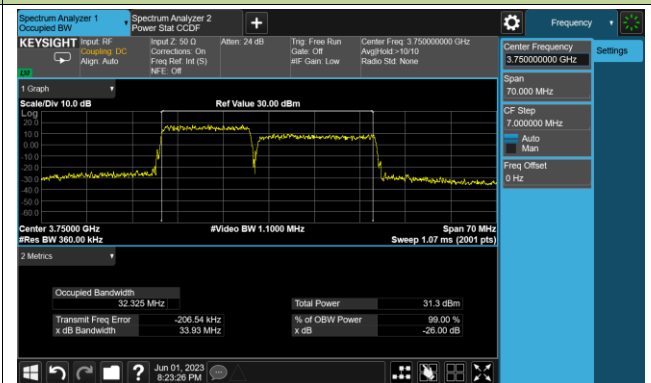 Spectrum Analyzer 1
Occupied BW
Spectrum Analyzer 2
Power Stat CCDF
Frequency
KEYSIGHT
Input: RF
Coupling: DC
Align: Auto
Input Z: 50 Ω
Corrections: On
Freq Ref: Int (S)
NFE: Off
Atten: 24 dB
Trig: Free Run
Gate: Off
#IF Gain: Low
Center Freq: 3.750000000 GHz
Avg|Hold:>10/10
Radio Std: None
Center Frequency
3.750000000 GHz
Settings
Span
70.000 MHz
CF Step
7.000000 MHz
Auto
Man
Freq Offset
0 Hz
1 Graph
Scale/Div 10.0 dB
Ref Value 30.00 dBm
Log
20.0
10.0
0.00
-10.0
-20.0
-30.0
-40.0
-50.0
-60.0
Center 3.75000 GHz
#Video BW 1.1000 MHz
Span 70 MHz
#Res BW 360.00 kHz
Sweep 1.07 ms (2001 pts)
2 Metrics
Occupied Bandwidth
32.325 MHz
Total Power
31.3 dBm
Transmit Freq Error
-206.54 kHz
% of OBW Power
99.00 %
x dB Bandwidth
33.93 MHz
x dB
-26.00 dB
?
Jun 01, 2023
8:23:26 PM